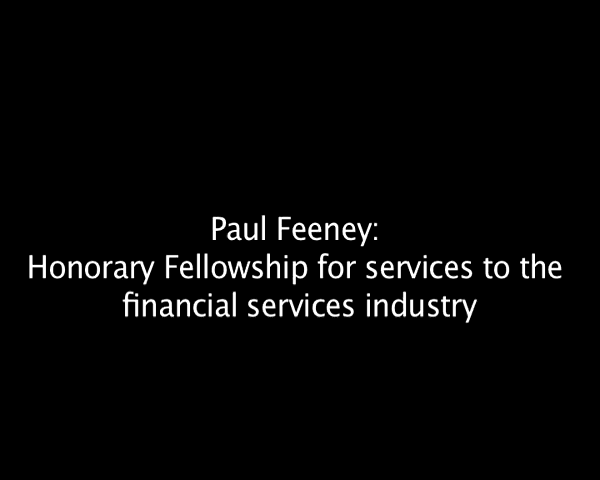 Paul Feeney:
Honorary Fellowship for services to the
financial services industry